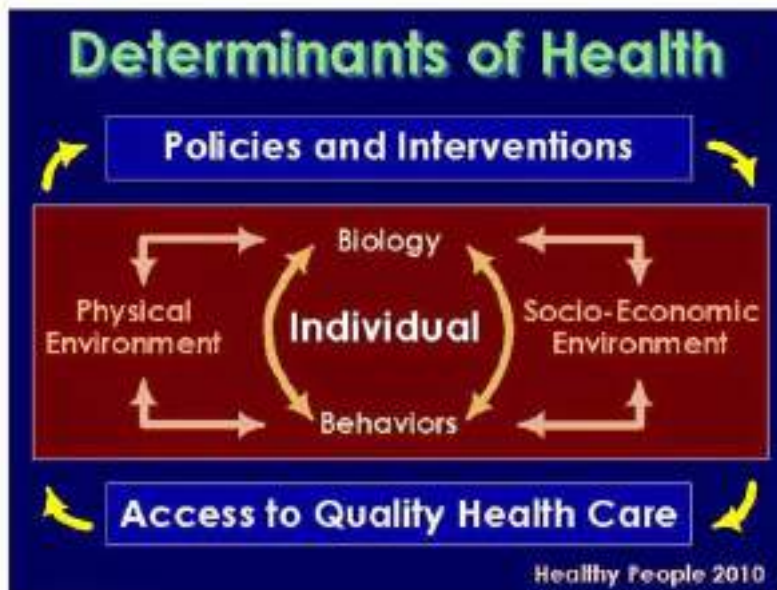 Determinants of Health
Policies and Interventions
Biology
Physical
Environment
Individual
Socio-Economic
Environment
Behaviors
Access to Quality Health Care
Healthy People 2010